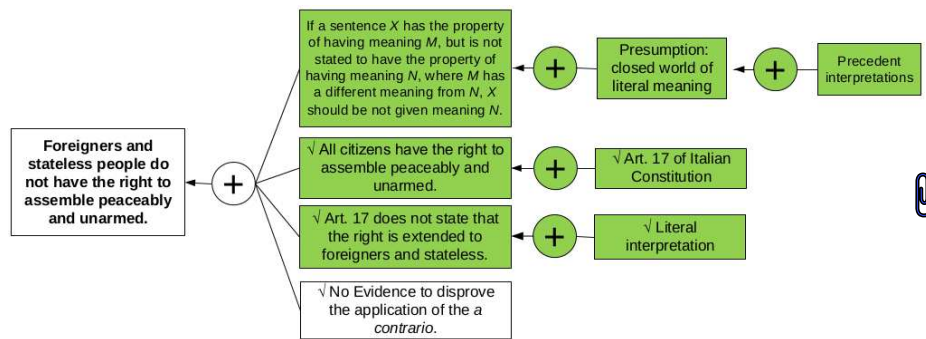 If a sentence X has the property
of having meaning M, but is not
stated to have the property of
having meaning N, where M has
a different meaning from N, X
should be not given meaning N.
+
Presumption:
closed world of
literal meaning
+
Precedent
interpretations
Foreigners and
stateless people do
not have the right to
assemble peaceably
and unarmed.
+
√ All citizens have the right to
assemble peaceably and
unarmed.
+
√ Art. 17 of Italian
Constitution
√ Art. 17 does not state that
the right is extended to
foreigners and stateless.
+
√ Literal
interpretation
√ No Evidence to disprove
the application of the a
contrario.